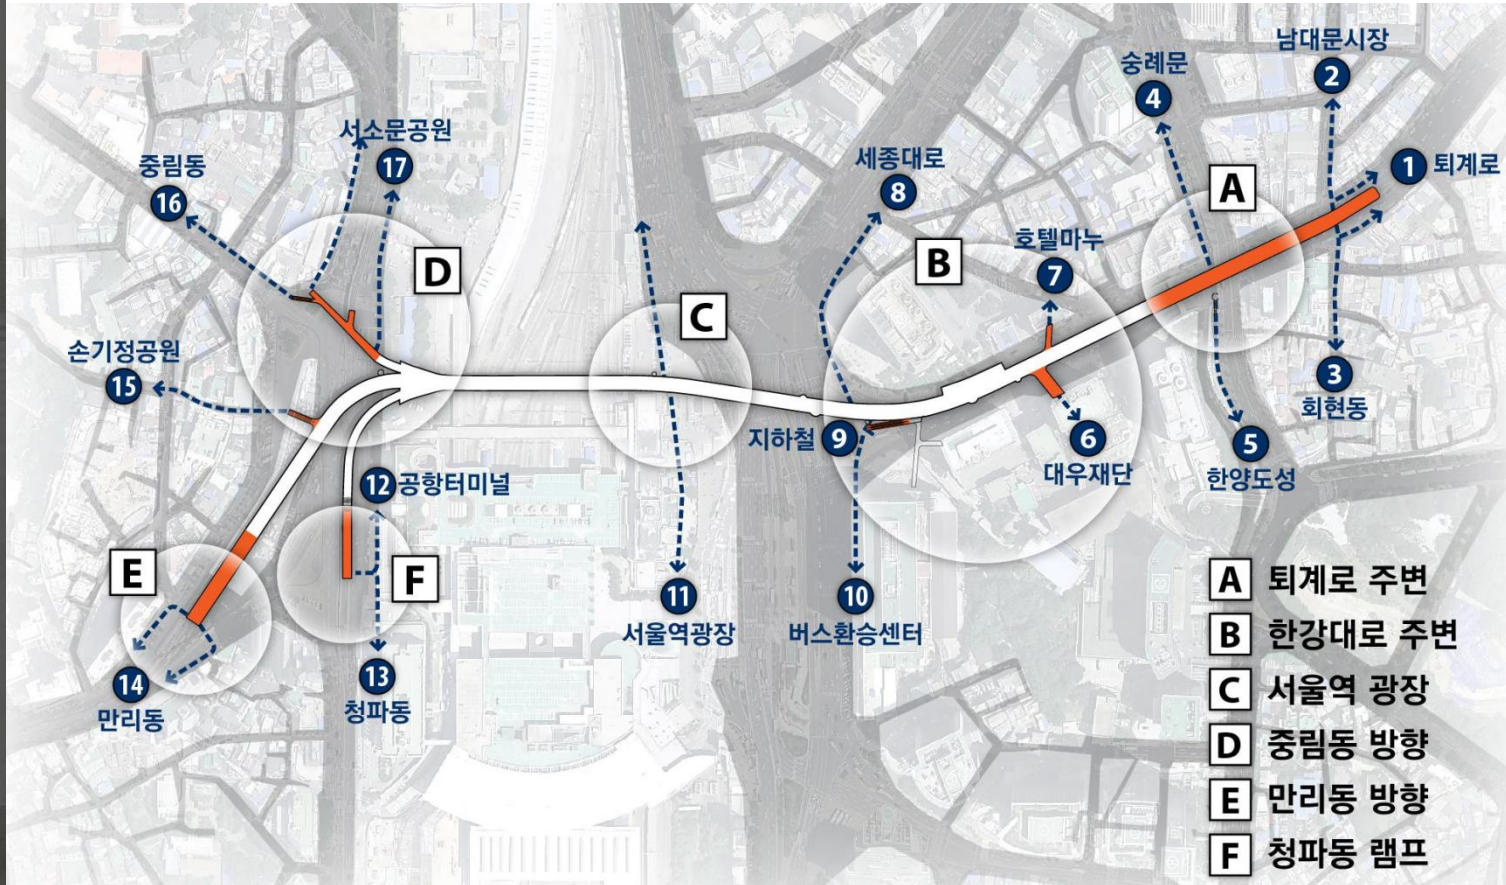 남대문시장
2
숭례문
4
1 퇴계로
A
서소문공원
17
중림동
16
세종대로
8
호텔마누
7
B
D
C
손기정공원
15
3
회현동
지하철 9
6
대우재단
5
한양도성
12 공항터미널
E
F
11
서울역광장
10
버스환승센터
14
만리동
13
청파동
A 퇴계로 주변
B 한강대로 주변
C 서울역 광장
D 중림동 방향
E 만리동 방향
F 청파동 램프